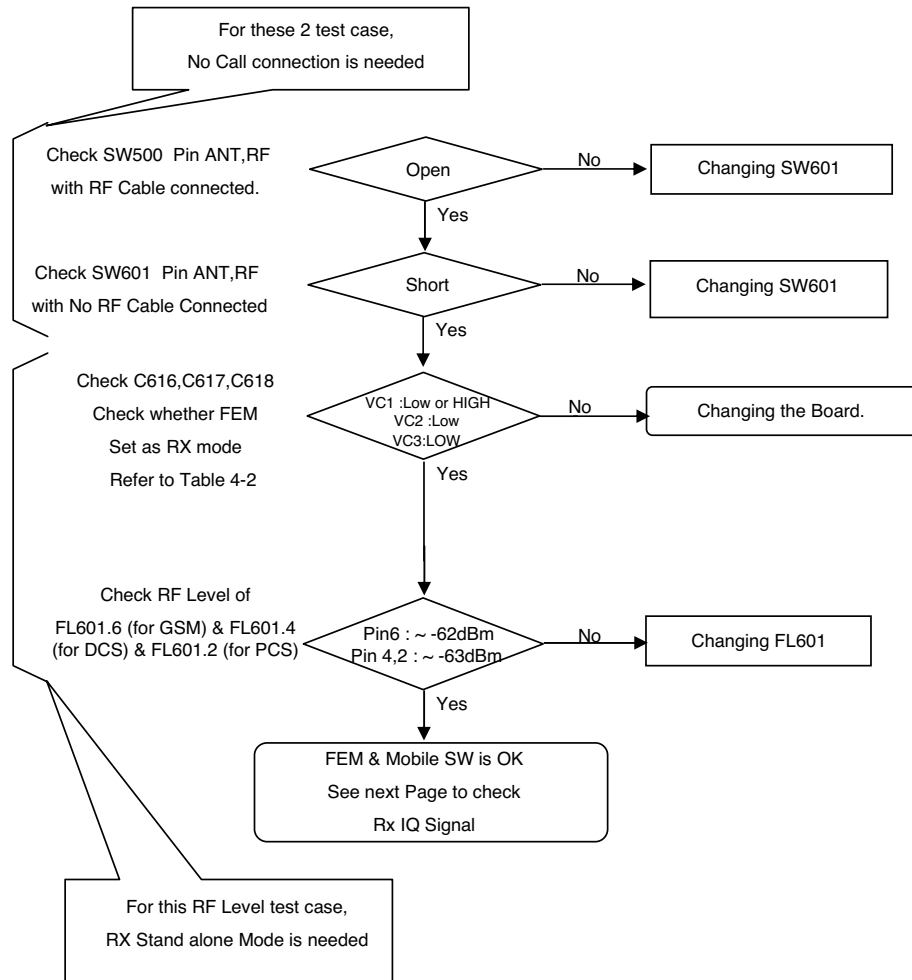 For these 2 test case,
No Call connection is needed
Check SW500 Pin ANT,RF
with RF Cable connected.
Open
No
Changing SW601
Yes
Check SW601 Pin ANT,RF
with No RF Cable Connected
Short
No
Changing SW601
Yes
Check C616,C617,C618
Check whether FEM
Set as RX mode
Refer to Table 4-2
VC1 :Low or HIGH
VC2 :Low
VC3:LOW
No
Changing the Board.
Yes
Check RF Level of
FL601.6 (for GSM) & FL601.4
(for DCS) & FL601.2 (for PCS)
Pin6 : ~ -62dBm
Pin 4,2 : ~ -63dBm
No
Changing FL601
Yes
FEM & Mobile SW is OK
See next Page to check
Rx IQ Signal
For this RF Level test case,
RX Stand alone Mode is needed